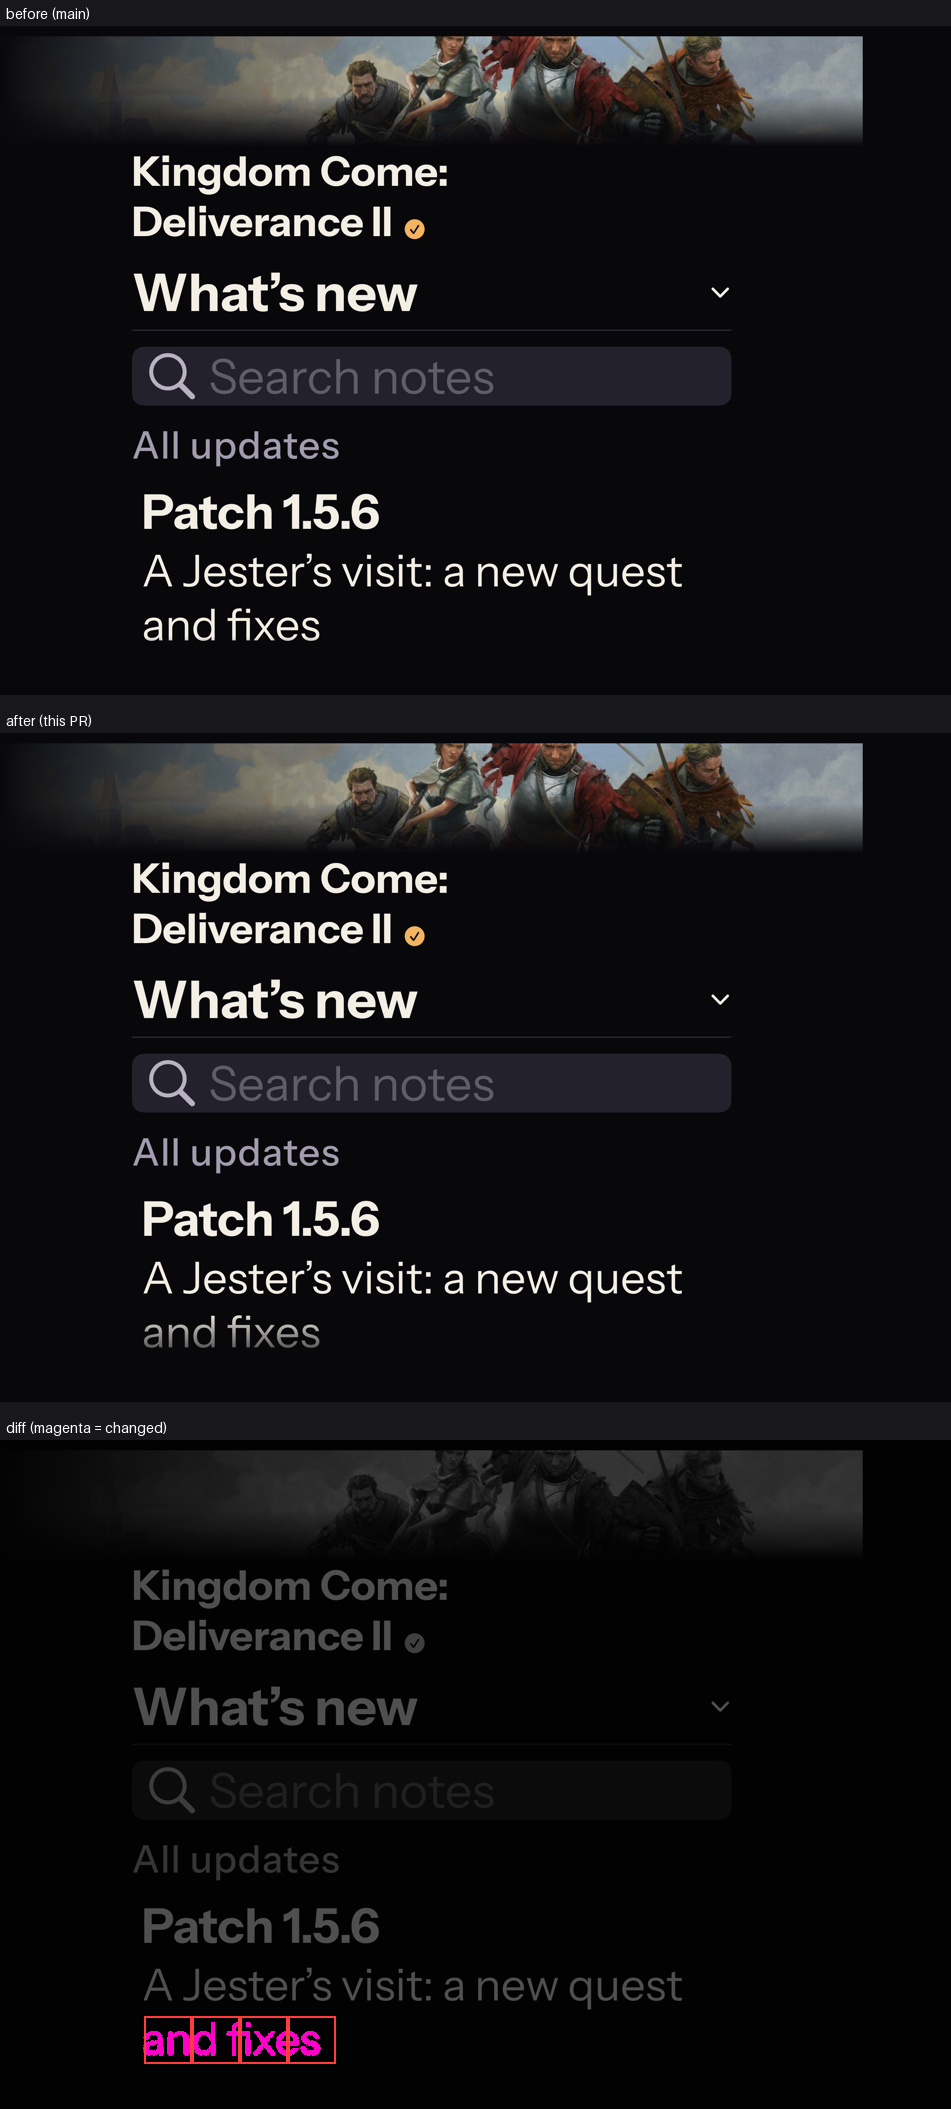 before (main)
Kingdom Come:
Deliverance II
What’s new
Search notes
All updates
Patch 1.5.6
A Jester’s visit: a new quest
and fixes
after (this PR)
Kingdom Come:
Deliverance II
What’s new
Search notes
All updates
Patch 1.5.6
A Jester’s visit: a new quest
and fixes
diff (magenta = changed)
Kingdom Come:
Deliverance II
What’s new
Search notes
All updates
Patch 1.5.6
A Jester’s visit: a new quest
and fixes